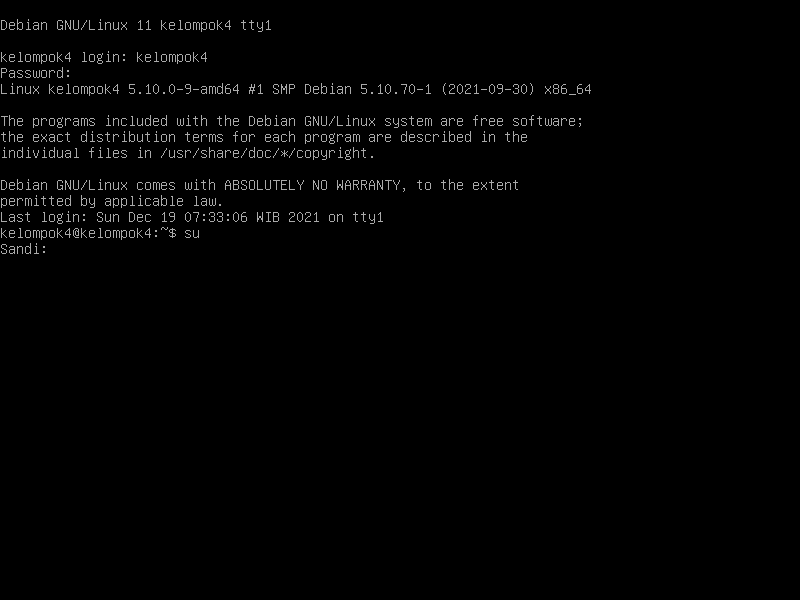 Debian GNU/Linux 11 kelompok4 tty1
kelompok4 login: kelompok4
Password:
Linux kelompok4 5.10.0-9-amd64 #1 SMP Debian 5.10.70-1 (2021-09-30) x86_64
The programs included with the Debian GNU/Linux system are free software;
the exact distribution terms for each program are described in the
individual files in /usr/share/doc/*/copyright.
Debian GNU/Linux comes with ABSOLUTELY NO WARRANTY, to the extent
permitted by applicable law.
Last login: Sun Dec 19 07:33:06 WIB 2021 on tty1
kelompok4@kelompok4:~$ su
Sandi: